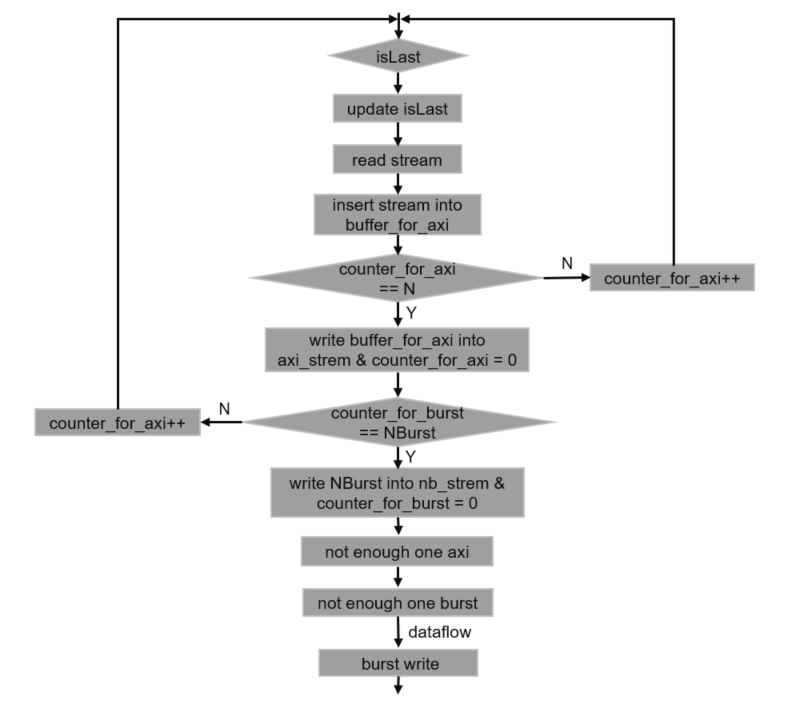 isLast
update isLast
read stream
insert stream into
buffer_for_axi
counter_for_axi
== N
N
counter_for_axi++
Y
write buffer_for_axi into
axi_strem & counter_for_axi = 0
counter_for_burst
== NBurst
N
counter_for_axi++
Y
write NBurst into nb_strem &
counter_for_burst = 0
not enough one axi
not enough one burst
dataflow
burst write